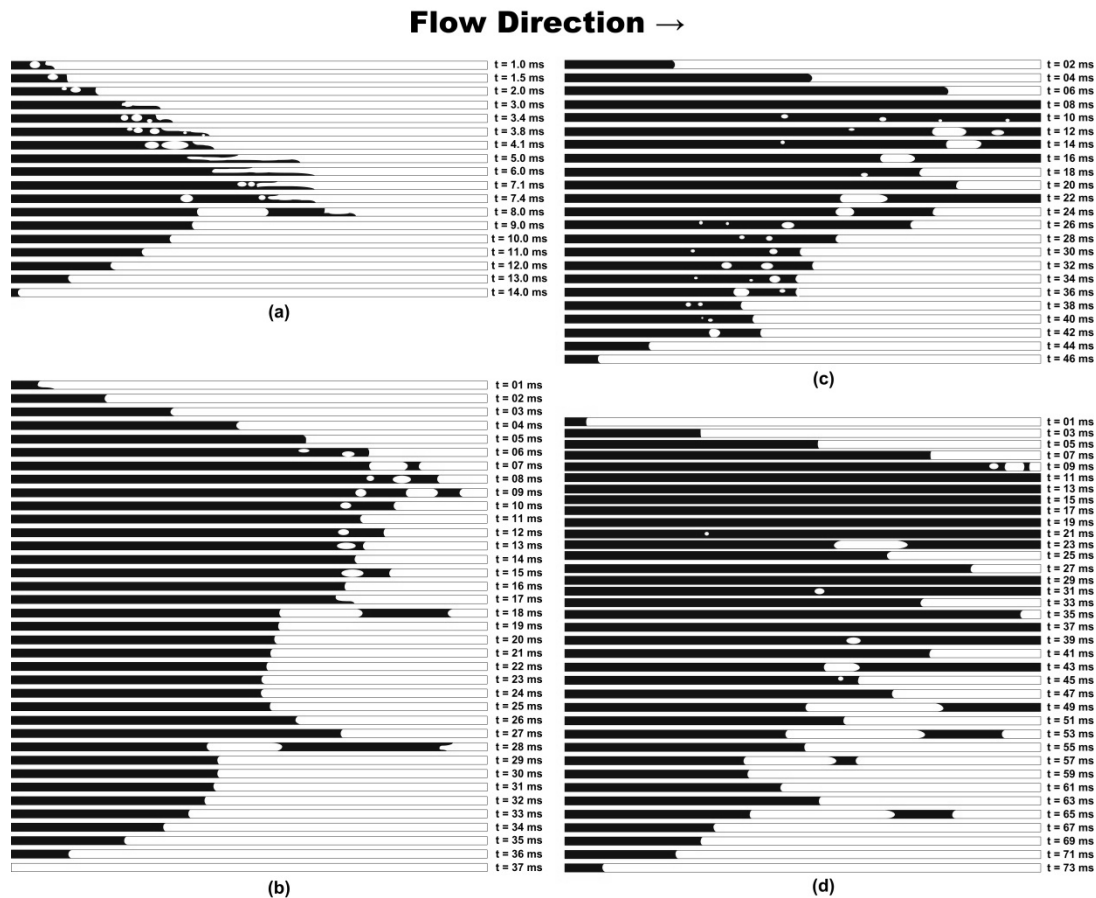 Flow Direction →
t = 1.0 ms
t = 1.5 ms
t = 2.0 ms
t = 3.0 ms
t = 3.4 ms
t = 3.8 ms
t = 4.1 ms
t = 5.0 ms
t = 6.0 ms
t = 7.1 ms
t = 7.4 ms
t = 8.0 ms
t = 9.0 ms
t = 10.0 ms
t = 11.0 ms
t = 12.0 ms
t = 13.0 ms
t = 14.0 ms
(a)
t = 01 ms
t = 02 ms
t = 03 ms
t = 04 ms
t = 05 ms
t = 06 ms
t = 07 ms
t = 08 ms
t = 09 ms
t = 10 ms
t = 11 ms
t = 12 ms
t = 13 ms
t = 14 ms
t = 15 ms
t = 16 ms
t = 17 ms
t = 18 ms
t = 19 ms
t = 20 ms
t = 21 ms
t = 22 ms
t = 23 ms
t = 24 ms
t = 25 ms
t = 26 ms
t = 27 ms
t = 28 ms
t = 29 ms
t = 30 ms
t = 31 ms
t = 32 ms
t = 33 ms
t = 34 ms
t = 35 ms
t = 36 ms
t = 37 ms
(b)
t = 02 ms
t = 04 ms
t = 06 ms
t = 08 ms
t = 10 ms
t = 12 ms
t = 14 ms
t = 16 ms
t = 18 ms
t = 20 ms
t = 22 ms
t = 24 ms
t = 26 ms
t = 28 ms
t = 30 ms
t = 32 ms
t = 34 ms
t = 36 ms
t = 38 ms
t = 40 ms
t = 42 ms
t = 44 ms
t = 46 ms
(c)
t = 01 ms
t = 03 ms
t = 05 ms
t = 07 ms
t = 09 ms
t = 11 ms
t = 13 ms
t = 15 ms
t = 17 ms
t = 19 ms
t = 21 ms
t = 23 ms
t = 25 ms
t = 27 ms
t = 29 ms
t = 31 ms
t = 33 ms
t = 35 ms
t = 37 ms
t = 39 ms
t = 41 ms
t = 43 ms
t = 45 ms
t = 47 ms
t = 49 ms
t = 51 ms
t = 53 ms
t = 55 ms
t = 57 ms
t = 59 ms
t = 61 ms
t = 63 ms
t = 65 ms
t = 67 ms
t = 69 ms
t = 71 ms
t = 73 ms
(d)